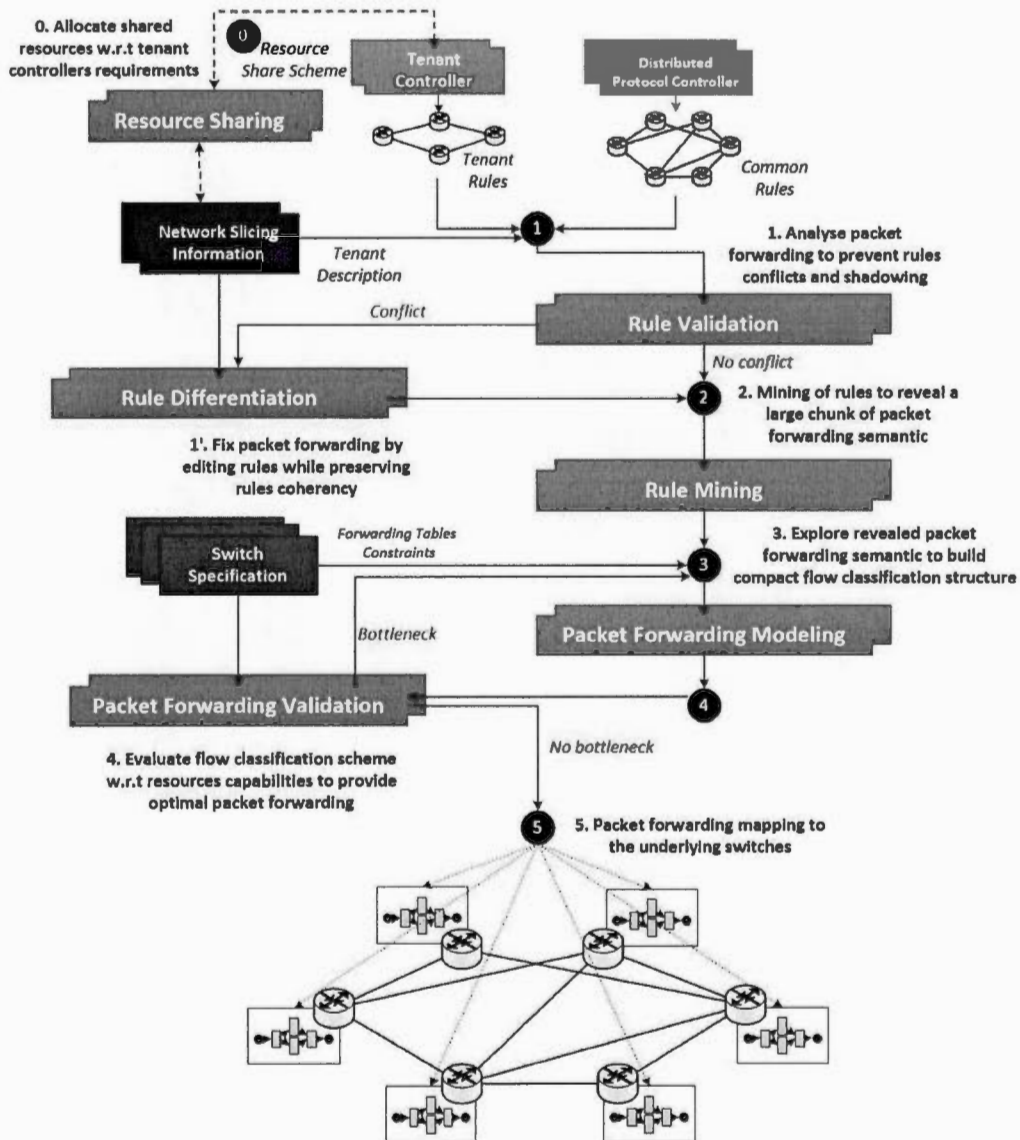 0. Allocate shared
resources w.r.t tenant
controllers requirements
0
Resource
Share Scheme
Tenant
Controller
Distributed
Protocol Controller
Resource Sharing
Tenant
Rules
Common
Rules
Network Slicing
Information
1
Tenant
Description
1. Analyse packet
forwarding to prevent rules
conflicts and shadowing
Conflict
Rule Validation
No conflict
Rule Differentiation
2
2. Mining of rules to reveal a
large chunk of packet
forwarding semantic
1'. Fix packet forwarding by
editing rules while preserving
rules coherency
Rule Mining
Switch
Specification
Forwarding Tables
Constraints
3
3. Explore revealed packet
forwarding semantic to build
compact flow classification structure
Bottleneck
Packet Forwarding Modeling
Packet Forwarding Validation
4
4. Evaluate flow classification scheme
w.r.t resources capabilities to provide
optimal packet forwarding
No bottleneck
5
5. Packet forwarding mapping to
the underlying switches